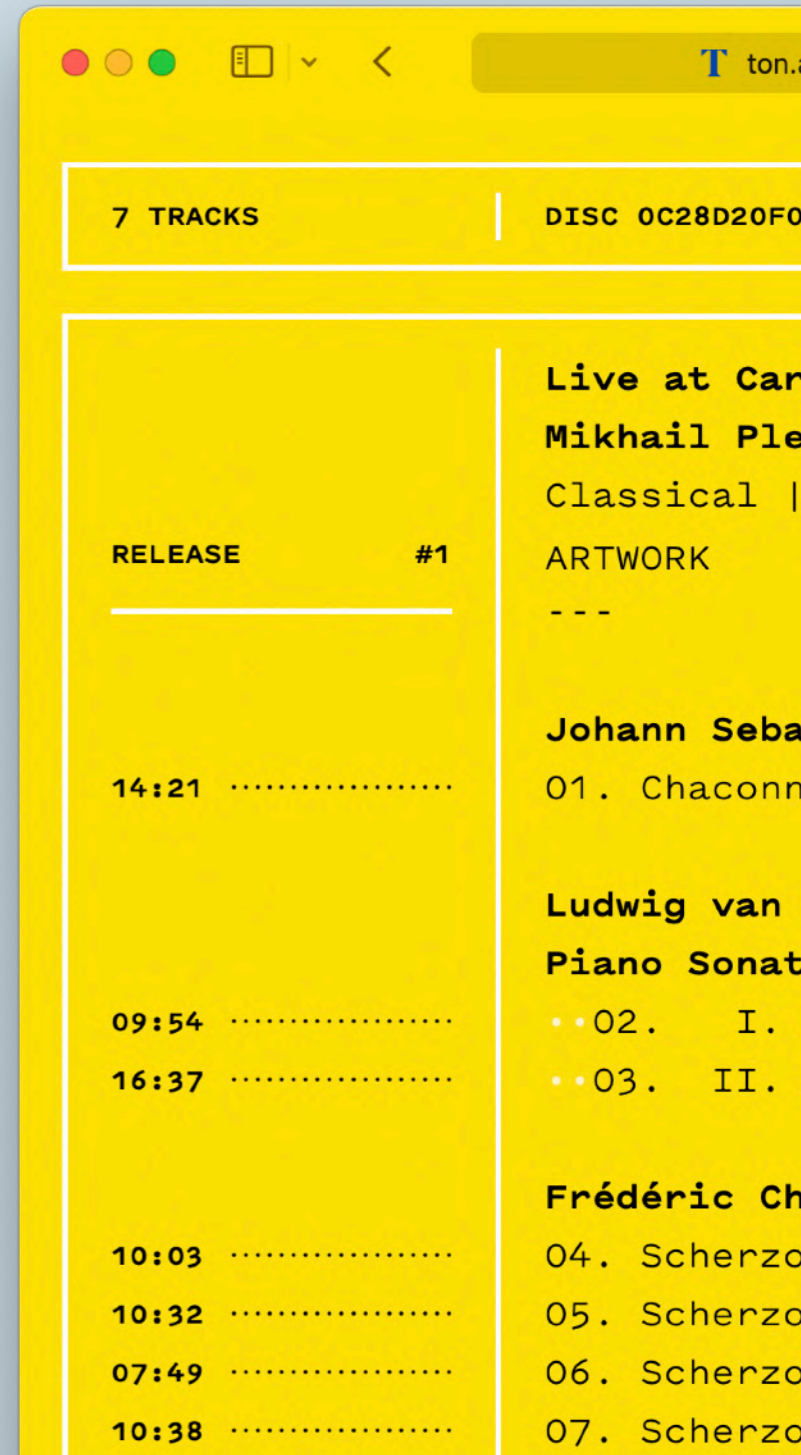 T ton.a
7 TRACKS DISC 0C28D20F0
Live at Car
Mikhail Ple
Classical |
RELEASE #1 ARTWORK
---
Johann Seba
14:21 ................... 01. Chaconn
Ludwig van
Piano Sonat
09:54 ................... ··02. I.
16:37 ................... ··03. II.
Frédéric Ch
10:03 ................... 04. Scherzo
10:32 ................... 05. Scherzo
07:49 ................... 06. Scherzo
10:38 ................... 07. Scherzo